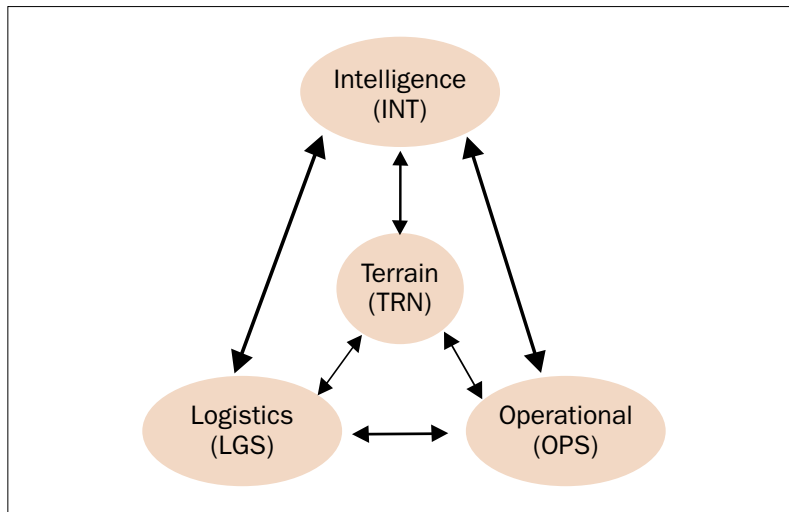 Intelligence
(INT)
Terrain
(TRN)
Logistics
(LGS)
Operational
(OPS)